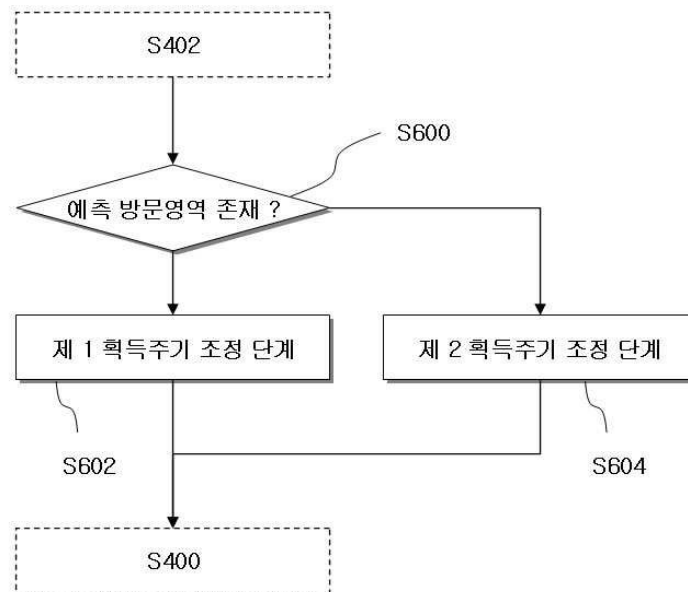 S402
S600
예측 방문영역 존재 ?
제 1 획득주기 조정 단계
제 2 획득주기 조정 단계
S602
S604
S400